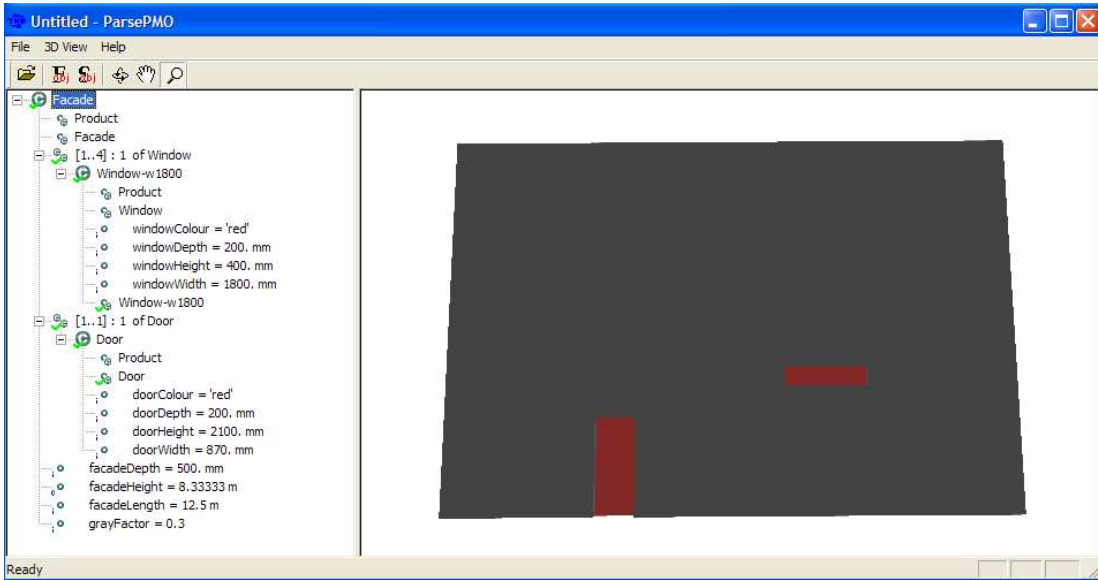 Untitled - ParsePMO
File 3D View Help
Facade
Product
Facade
[1..4] : 1 of Window
Window-w1800
Product
Window
windowColour = 'red'
windowDepth = 200. mm
windowHeight = 400. mm
windowWidth = 1800. mm
Window-w1800
[1..1] : 1 of Door
Door
Product
Door
doorColour = 'red'
doorDepth = 200. mm
doorHeight = 2100. mm
doorWidth = 870. mm
facadeDepth = 500. mm
facadeHeight = 8.33333 m
facadeLength = 12.5 m
grayFactor = 0.3
Ready